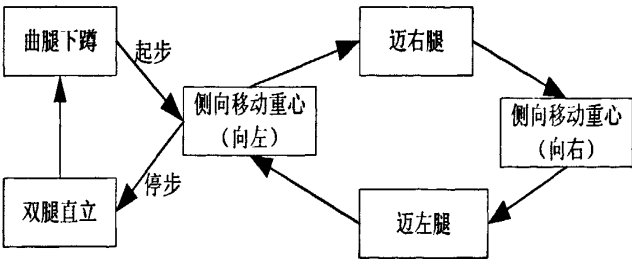 曲腿下蹲
起步
迈右腿
侧向移动重心
(向左)
侧向移动重心
(向右)
停步
双腿直立
迈左腿